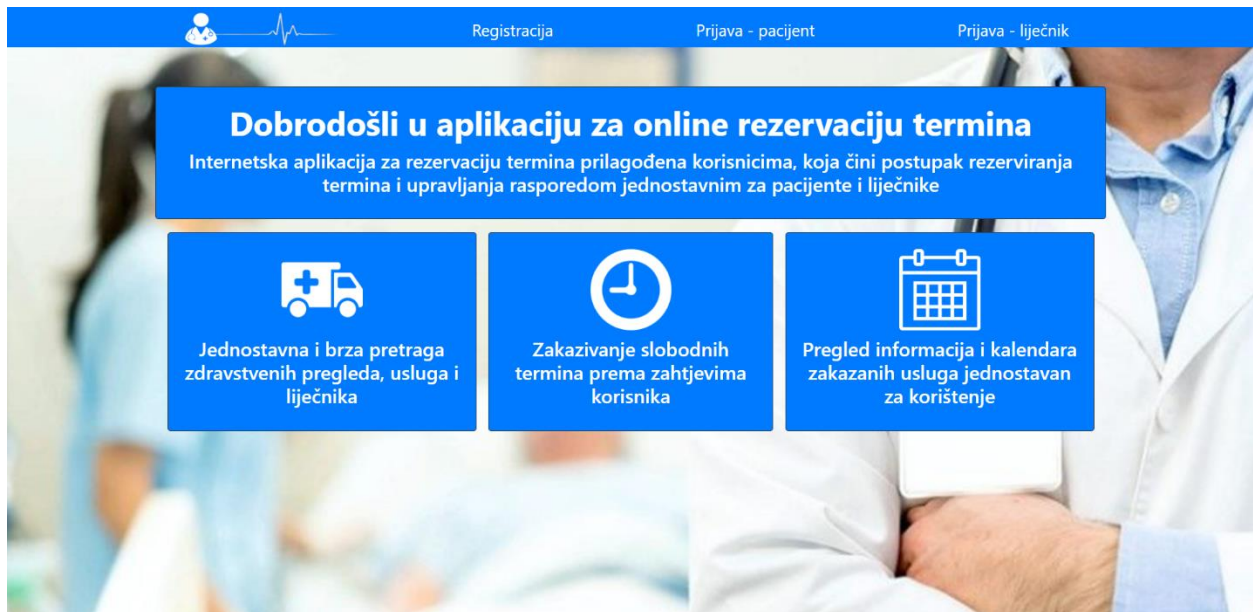 Registracija
Prijava - pacijent
Prijava - liječnik
Dobrodošli u aplikaciju za online rezervaciju termina
Internetska aplikacija za rezervaciju termina prilagođena korisnicima, koja čini postupak rezerviranja
termina i upravljanja rasporedom jednostavnim za pacijente i liječnike
Jednostavna i brza pretraga
zdravstvenih pregleda, usluga i
liječnika
Zakazivanje slobodnih
termina prema zahtjevima
korisnika
Pregled informacija i kalendara
zakazanih usluga jednostavan
za korištenje